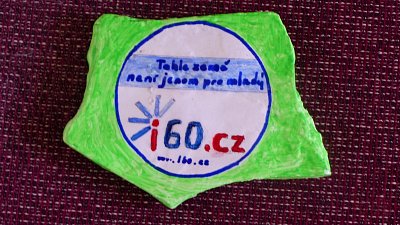 Tahle země
není jenom pro mladý
i60.cz
www.i60.cz